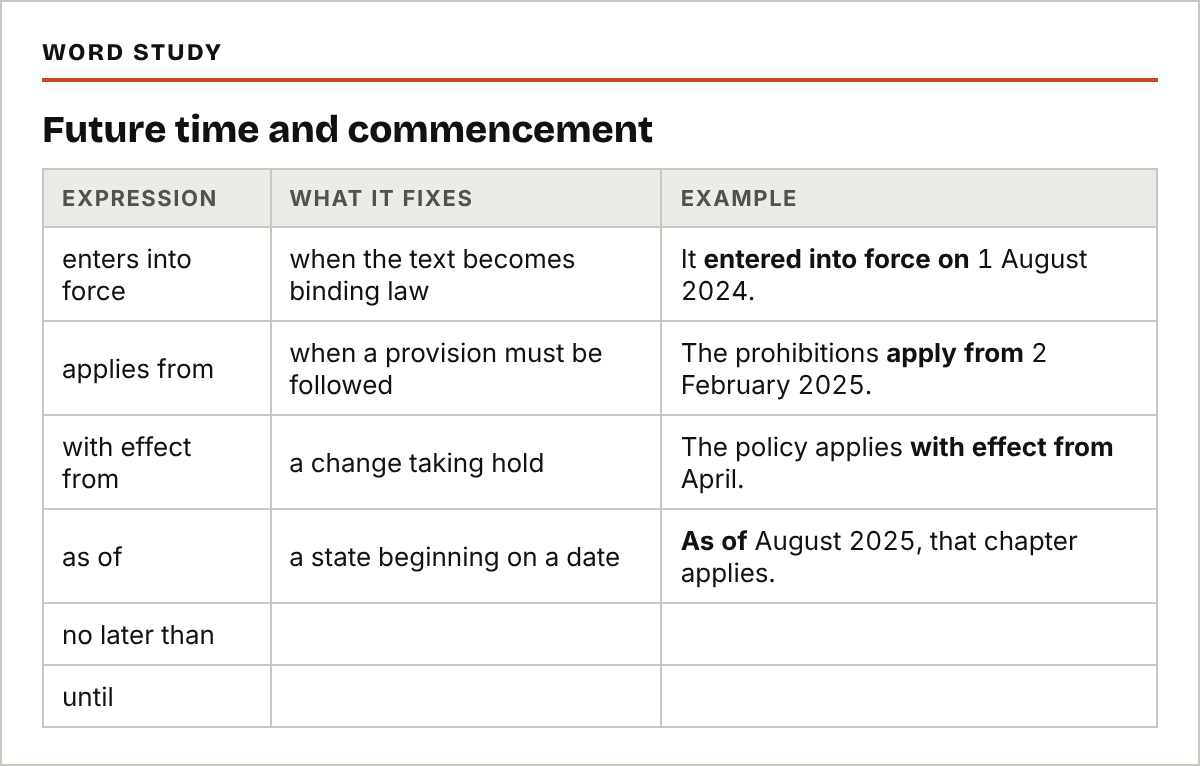 WORD STUDY
Future time and commencement
EXPRESSION WHAT IT FIXES EXAMPLE
enters into
force
when the text becomes
binding law
It entered into force on 1 August
2024.
applies from
when a provision must be
followed
The prohibitions apply from 2
February 2025.
with effect
from
a change taking hold
The policy applies with effect from
April.
as of
a state beginning on a date
As of August 2025, that chapter
applies.
no later than
until